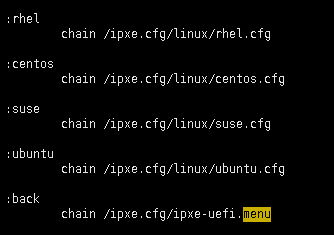 :rhel
chain /ipxe.cfg/linux/rhel.cfg
:centos
chain /ipxe.cfg/linux/centos.cfg
:suse
chain /ipxe.cfg/linux/suse.cfg
:ubuntu
chain /ipxe.cfg/linux/ubuntu.cfg
:back
chain /ipxe.cfg/ipxe-uefi.menu